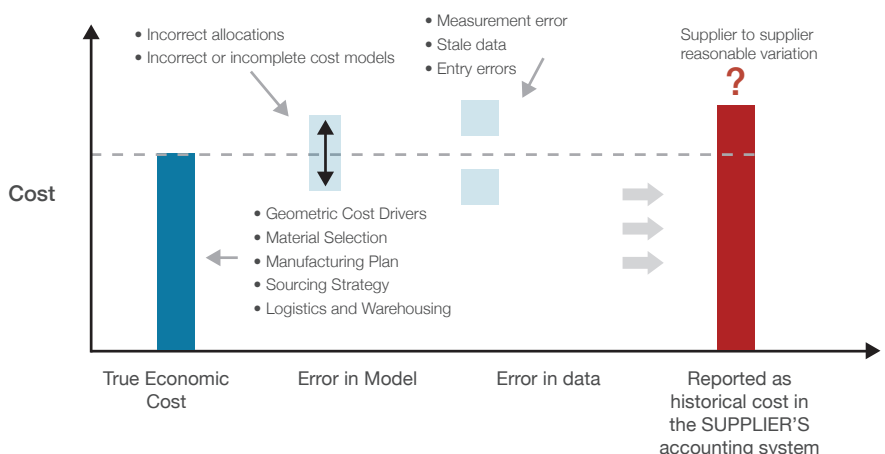 • Incorrect allocations
• Incorrect or incomplete cost models
• Measurement error
• Stale data
• Entry errors
Supplier to supplier
reasonable variation
?
Cost
• Geometric Cost Drivers
• Material Selection
• Manufacturing Plan
• Sourcing Strategy
• Logistics and Warehousing
True Economic
Cost
Error in Model
Error in data
Reported as
historical cost in
the SUPPLIER'S
accounting system